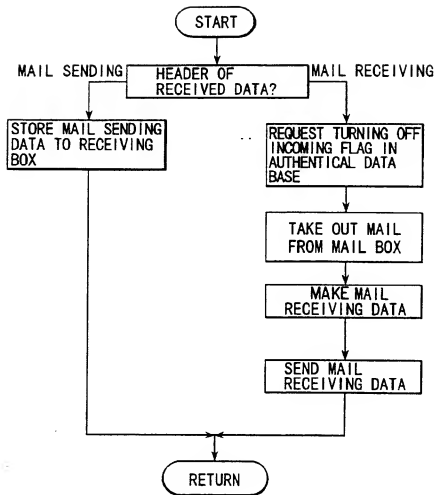 START
MAIL SENDING
HEADER OF
RECEIVED DATA?
MAIL RECEIVING
STORE MAIL SENDING
DATA TO RECEIVING
BOX
REQUEST TURNING OFF
INCOMING FLAG IN
AUTHENTICAL DATA
BASE
TAKE OUT MAIL
FROM MAIL BOX
MAKE MAIL
RECEIVING DATA
SEND MAIL
RECEIVING DATA
RETURN